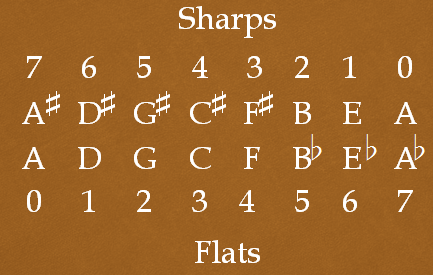 Sharps
7 6 5 4 3 2 1 0
A♯ D♯ G♯ C♯ F♯ B E A
A D G C F B♭ E♭ A♭
0 1 2 3 4 5 6 7
Flats